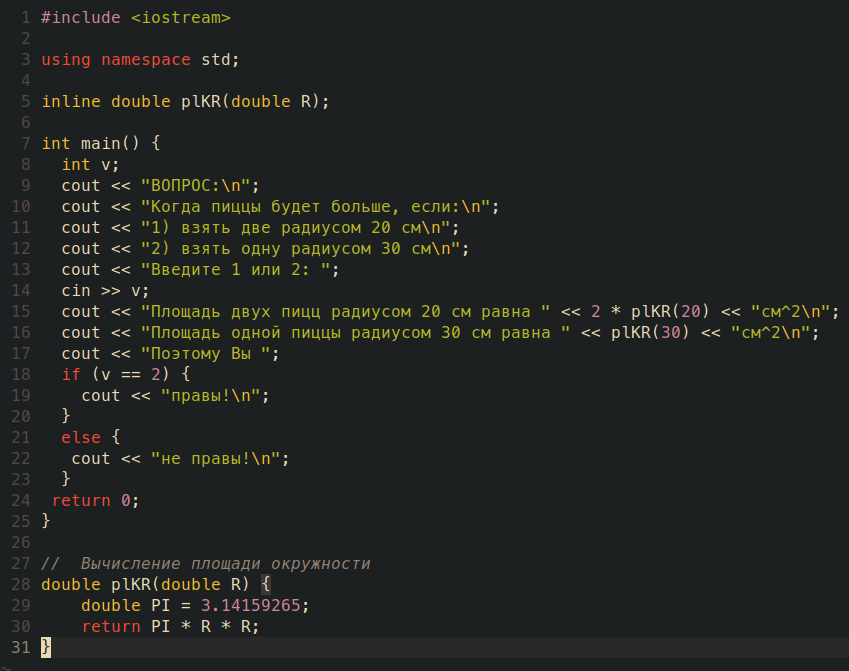 1 #include <iostream>
2
3 using namespace std;
4
5 inline double plKR(double R);
6
7 int main() {
8   int v;
9   cout << "ВОПРОС:\n";
10   cout << "Когда пиццы будет больше, если:\n";
11   cout << "1) взять две радиусом 20 см\n";
12   cout << "2) взять одну радиусом 30 см\n";
13   cout << "Введите 1 или 2: ";
14   cin >> v;
15   cout << "Площадь двух пицц радиусом 20 см равна " << 2 * plKR(20) << "см^2\n";
16   cout << "Площадь одной пиццы радиусом 30 см равна " << plKR(30) << "см^2\n";
17   cout << "Поэтому Вы ";
18   if (v == 2) {
19     cout << "правы!\n";
20   }
21   else {
22    cout << "не правы!\n";
23   }
24  return 0;
25 }
26
27 //  Вычисление площади окружности
28 double plKR(double R) {
29     double PI = 3.14159265;
30     return PI * R * R;
31 }
~